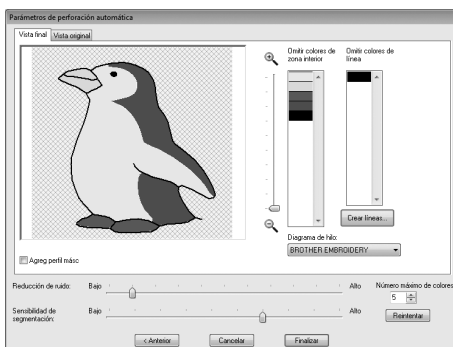 Parámetros de perforación automática
Vista final
Vista original
Omitir colores de
zona interior
Omitir colores de
línea
Crear líneas...
Diagrama de hilo:
BROTHER EMBROIDERY
Agreg perfil másc
Reducción de ruido:
Bajo
Alto
Número máximo de colores
5
Sensibilidad de
segmentación:
Bajo
Alto
Reintentar
< Anterior
Cancelar
Finalizar